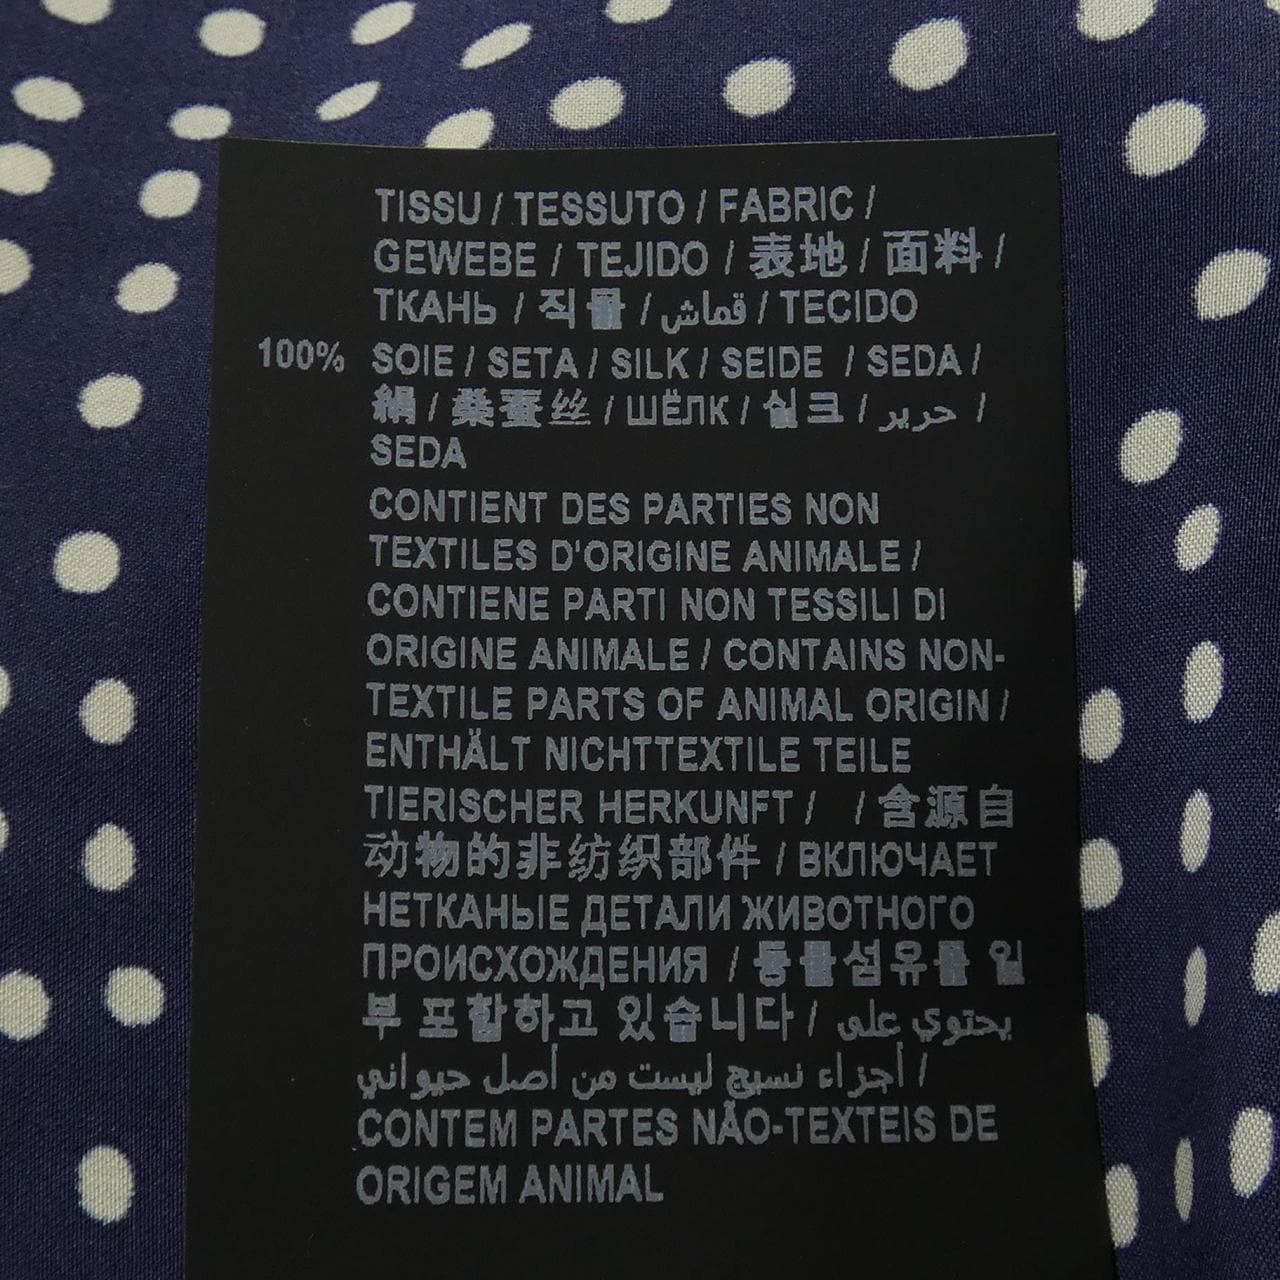 TISSU / TESSUTO / FABRIC /
GEWEBE / TEJIDO / 表地 / 面料 /
ТКАНЬ / 직물 / قماش / TECIDO
100% SOIE / SETA / SILK / SEIDE / SEDA /
絹 / 桑蚕丝 / ШЁЛК / 실크 / حرير /
SEDA
CONTIENT DES PARTIES NON
TEXTILES D'ORIGINE ANIMALE /
CONTIENE PARTI NON TESSILI DI
ORIGINE ANIMALE / CONTAINS NON-
TEXTILE PARTS OF ANIMAL ORIGIN /
ENTHÄLT NICHTTEXTILE TEILE
TIERISCHER HERKUNFT / / 含源自
动物的非纺织部件 / ВКЛЮЧАЕТ
НЕТКАНЫЕ ДЕТАЛИ ЖИВОТНОГО
ПРОИСХОЖДЕНИЯ / 동물섬유를 일
부 포함하고 있습니다 / يحتوي على
أجزاء نسيج ليست من أصل حيواني /
CONTEM PARTES NÃO-TEXTEIS DE
ORIGEM ANIMAL